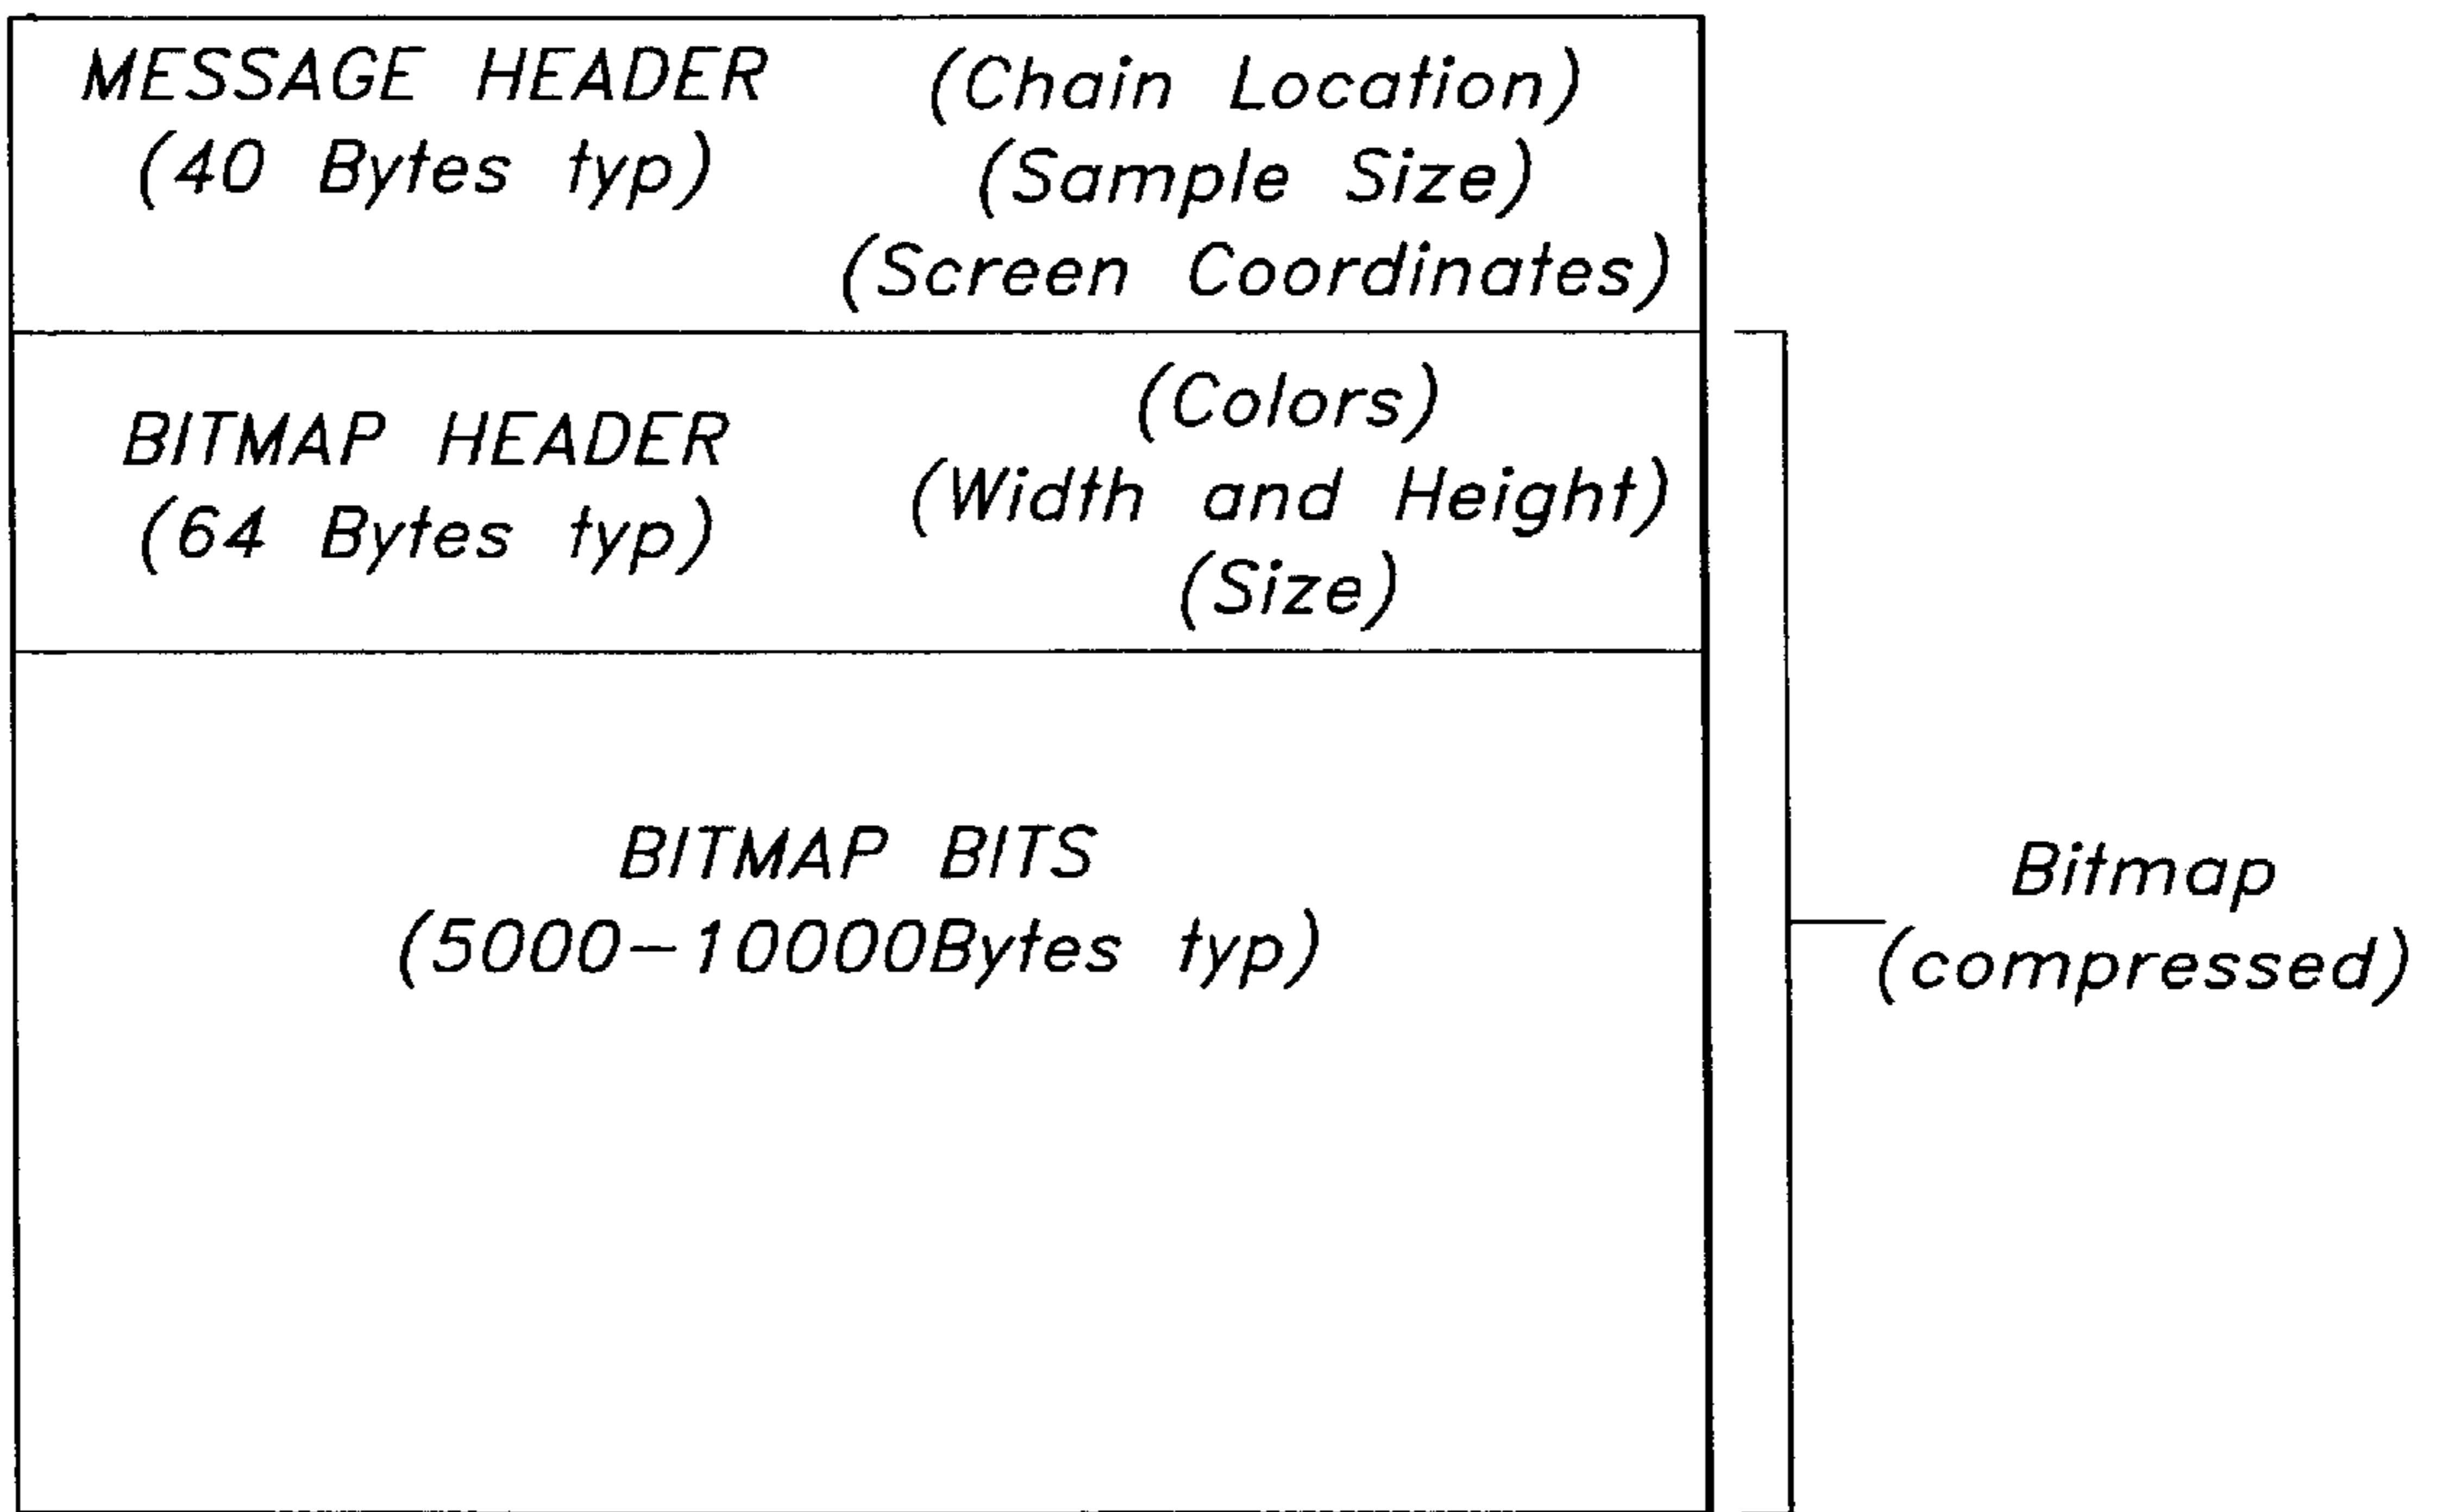 MESSAGE HEADER
(40 Bytes typ)
(Chain Location)
(Sample Size)
(Screen Coordinates)
BITMAP HEADER
(64 Bytes typ)
(Colors)
(Width and Height)
(Size)
BITMAP BITS
(5000–10000Bytes typ)
Bitmap
(compressed)